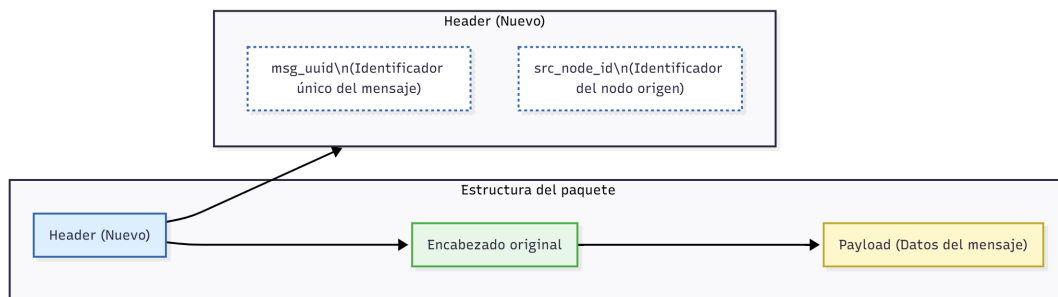 Header (Nuevo)
msg_uuid\n(Identificador
único del mensaje)
src_node_id\n(Identificador
del nodo origen)
Estructura del paquete
Header (Nuevo)
Encabezado original
Payload (Datos del mensaje)